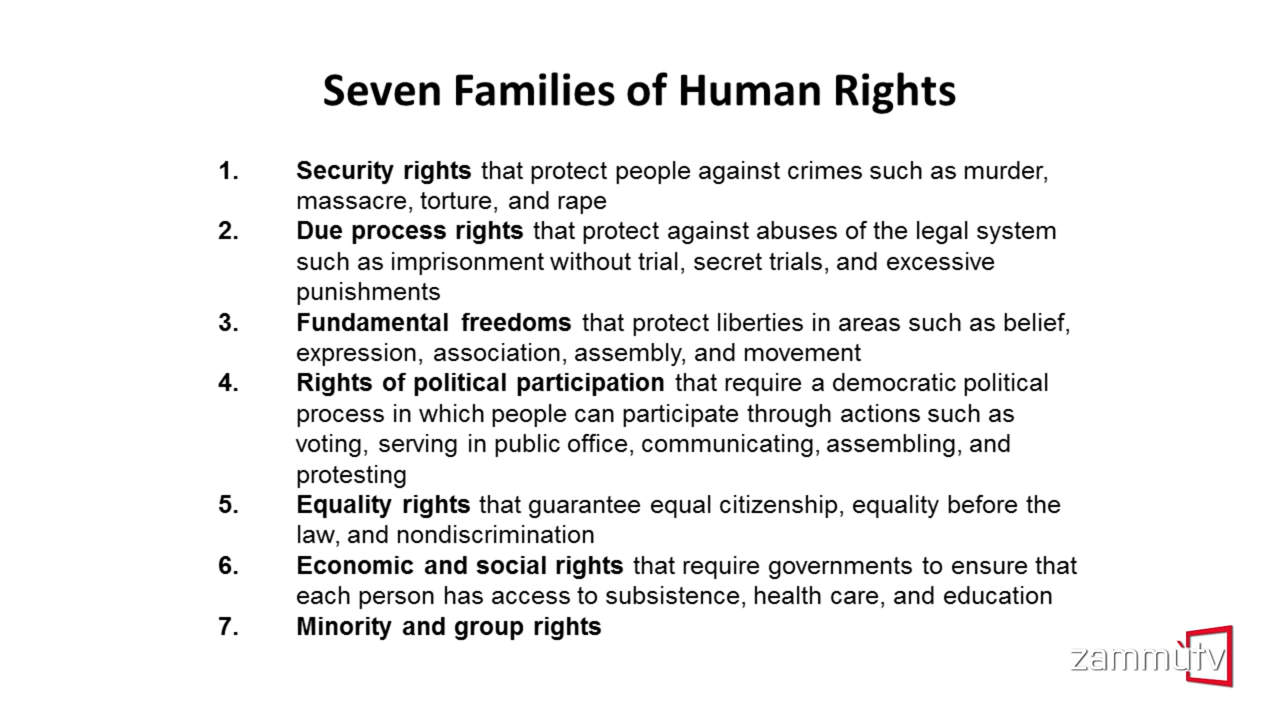 Seven Families of Human Rights
1. Security rights that protect people against crimes such as murder,
massacre, torture, and rape
2. Due process rights that protect against abuses of the legal system
such as imprisonment without trial, secret trials, and excessive
punishments
3. Fundamental freedoms that protect liberties in areas such as belief,
expression, association, assembly, and movement
4. Rights of political participation that require a democratic political
process in which people can participate through actions such as
voting, serving in public office, communicating, assembling, and
protesting
5. Equality rights that guarantee equal citizenship, equality before the
law, and nondiscrimination
6. Economic and social rights that require governments to ensure that
each person has access to subsistence, health care, and education
7. Minority and group rights
zammùtv